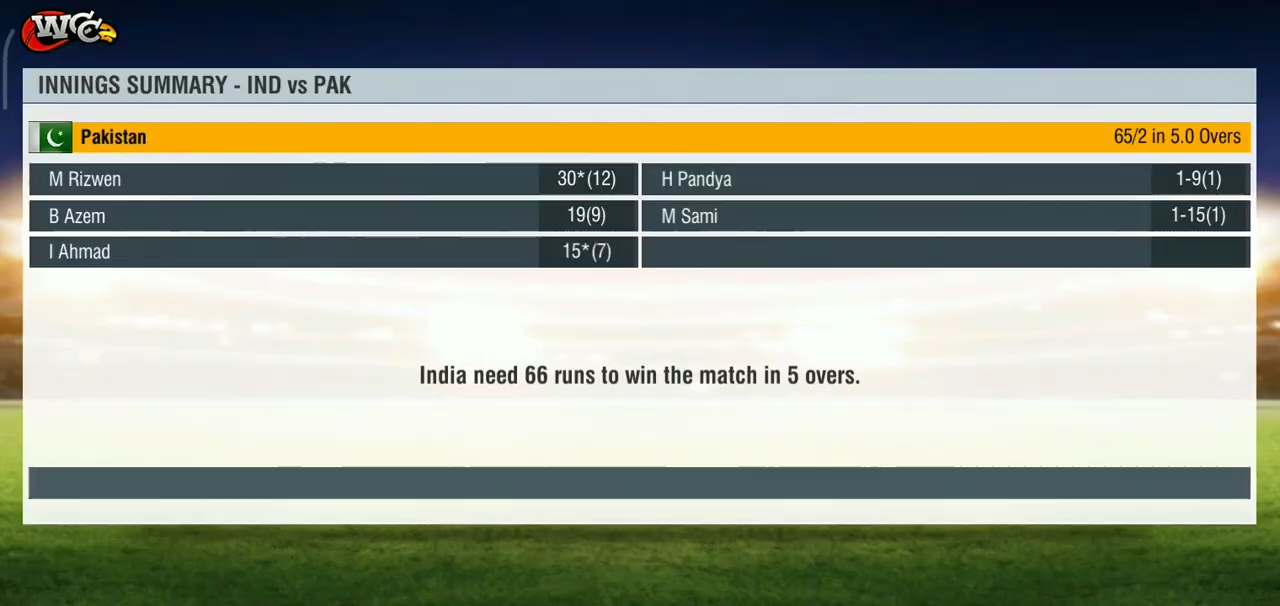 WCC
INNINGS SUMMARY - IND vs PAK
Pakistan 65/2 in 5.0 Overs
M Rizwen 30*(12) H Pandya 1-9(1)
B Azem 19(9) M Sami 1-15(1)
I Ahmad 15*(7)
India need 66 runs to win the match in 5 overs.